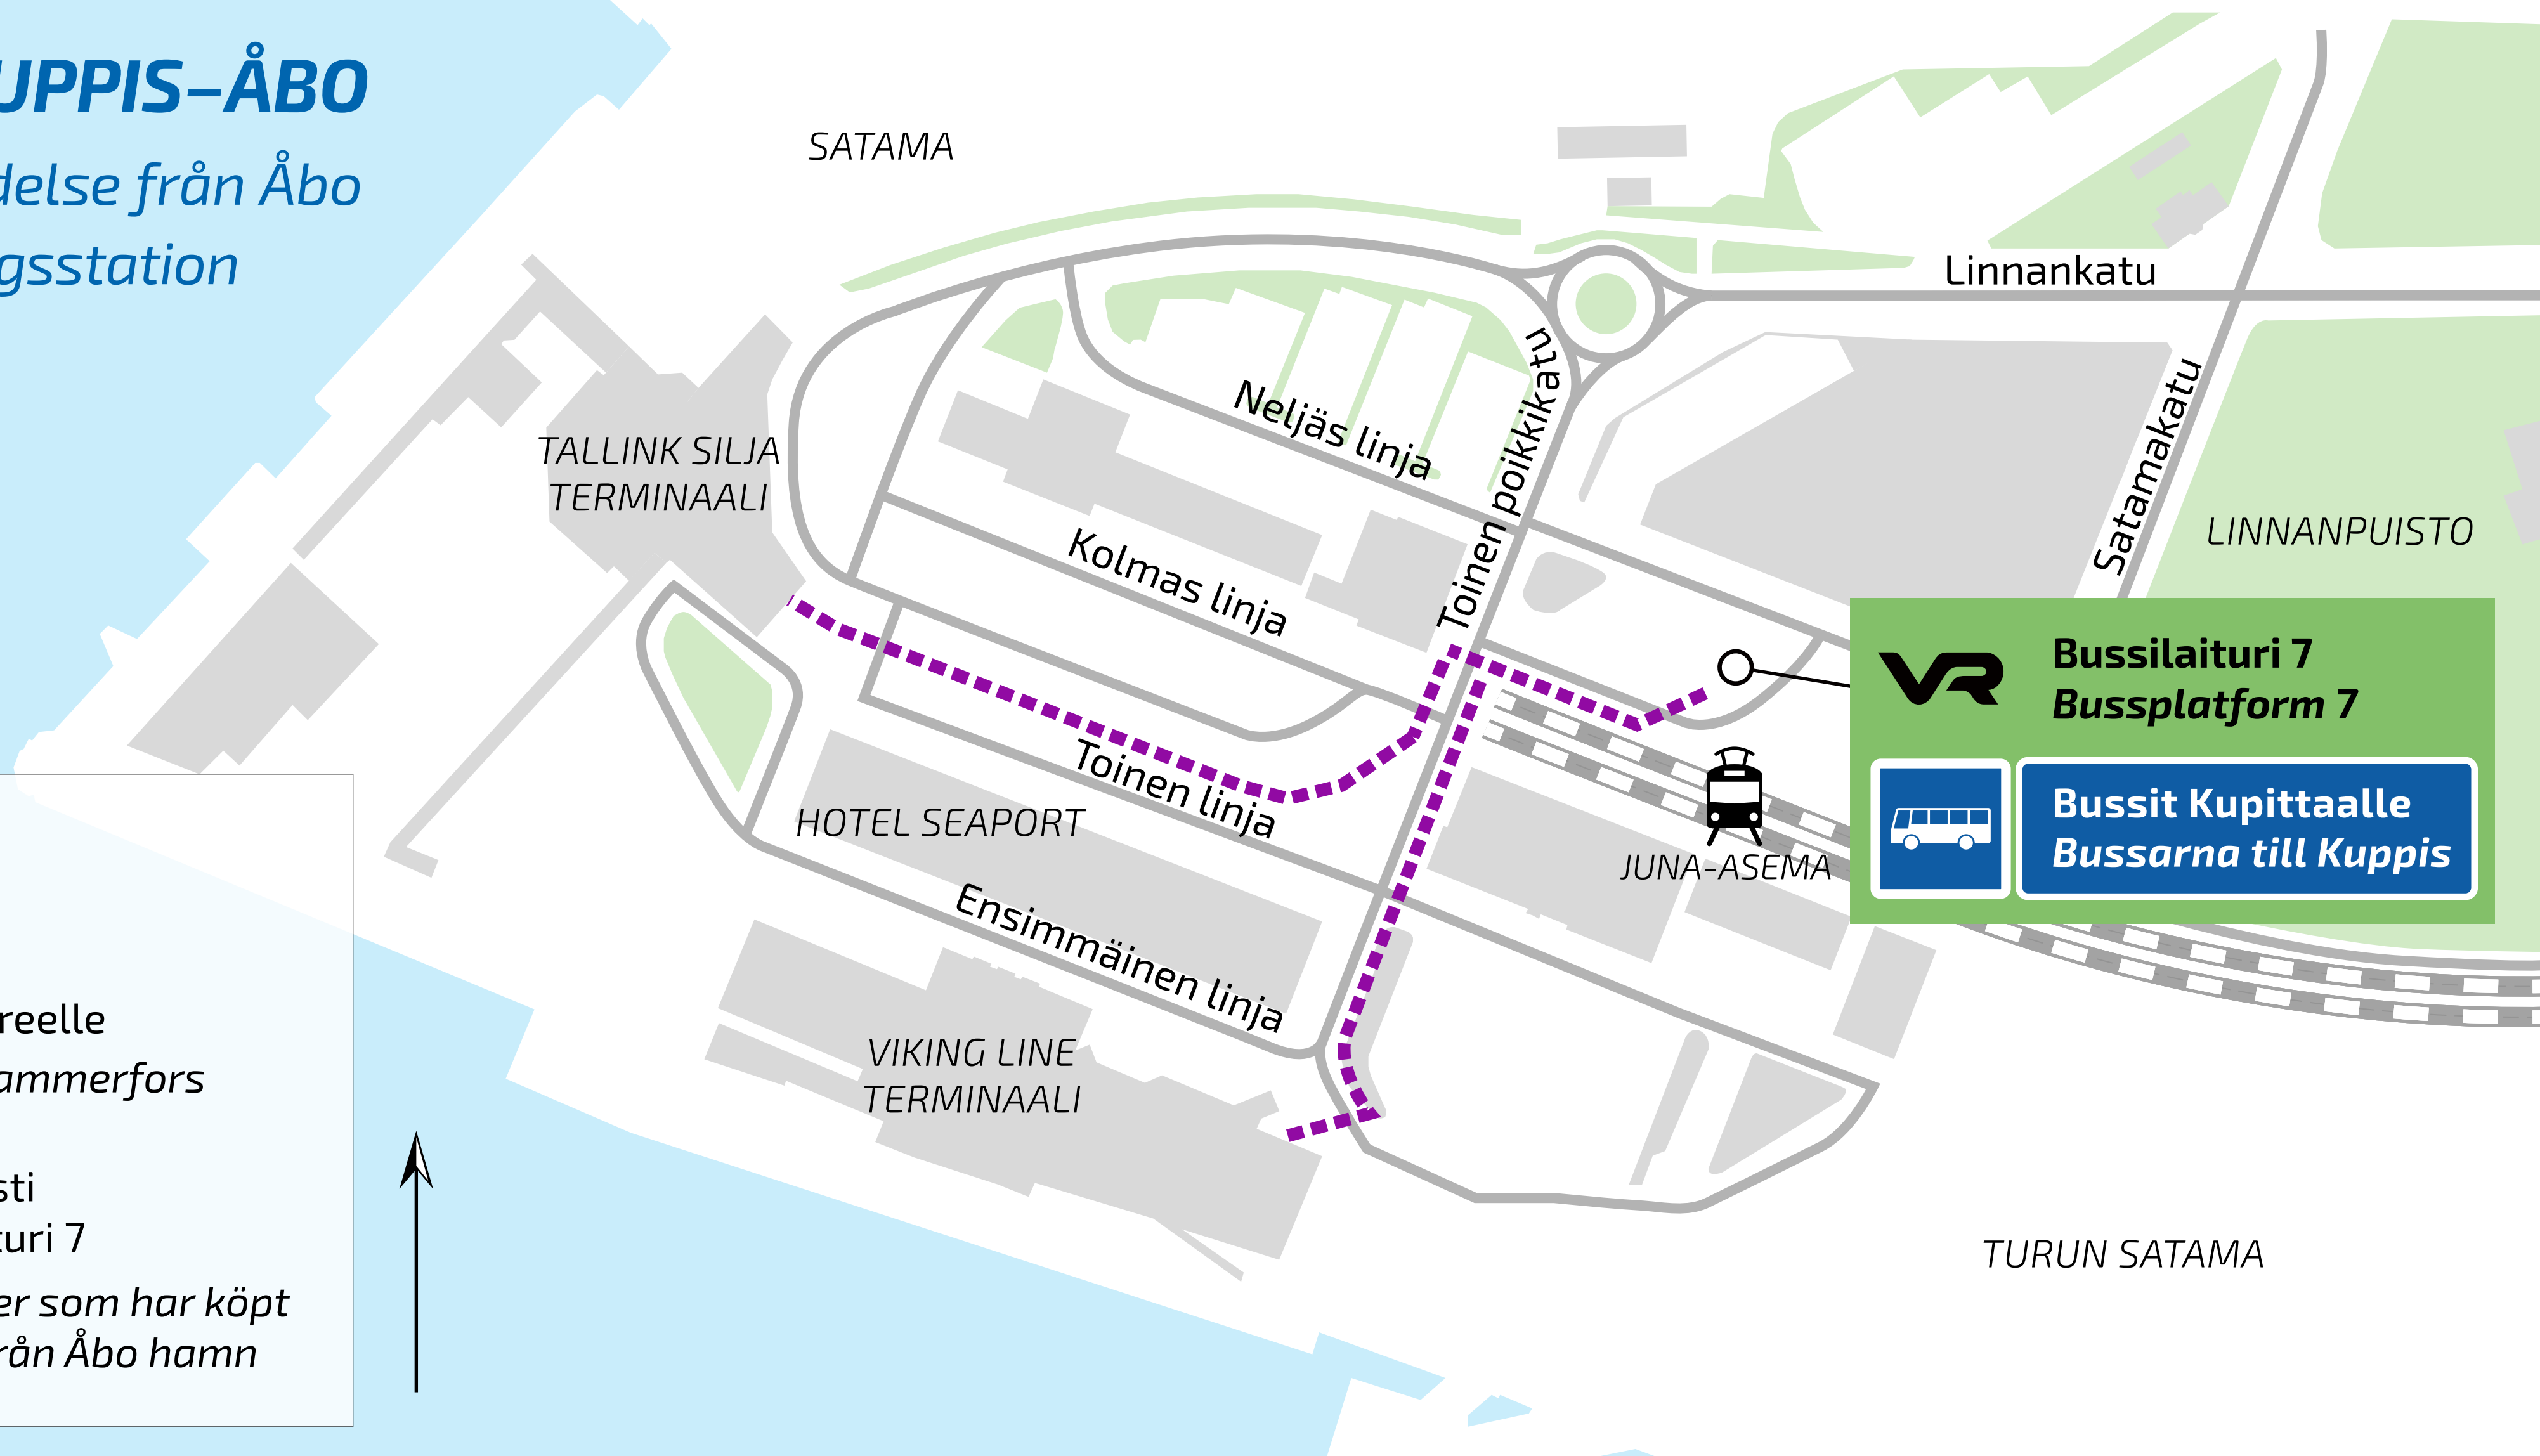 UPPIS–ÅBO
delse från Åbo
gsstation
SATAMA
Linnankatu
TALLINK SILJA
TERMINAALI
Neljäs linja
Toinen poikkikatu
Satamakatu
LINNANPUISTO
Kolmas linja
VR
Bussilaituri 7
Bussplatform 7
Bussit Kupittaalle
Bussarna till Kuppis
Toinen linja
HOTEL SEAPORT
JUNA-ASEMA
Ensimmäinen linja
VIKING LINE
TERMINAALI
reelle
ammerfors
sti
turi 7
er som har köpt
rån Åbo hamn
TURUN SATAMA